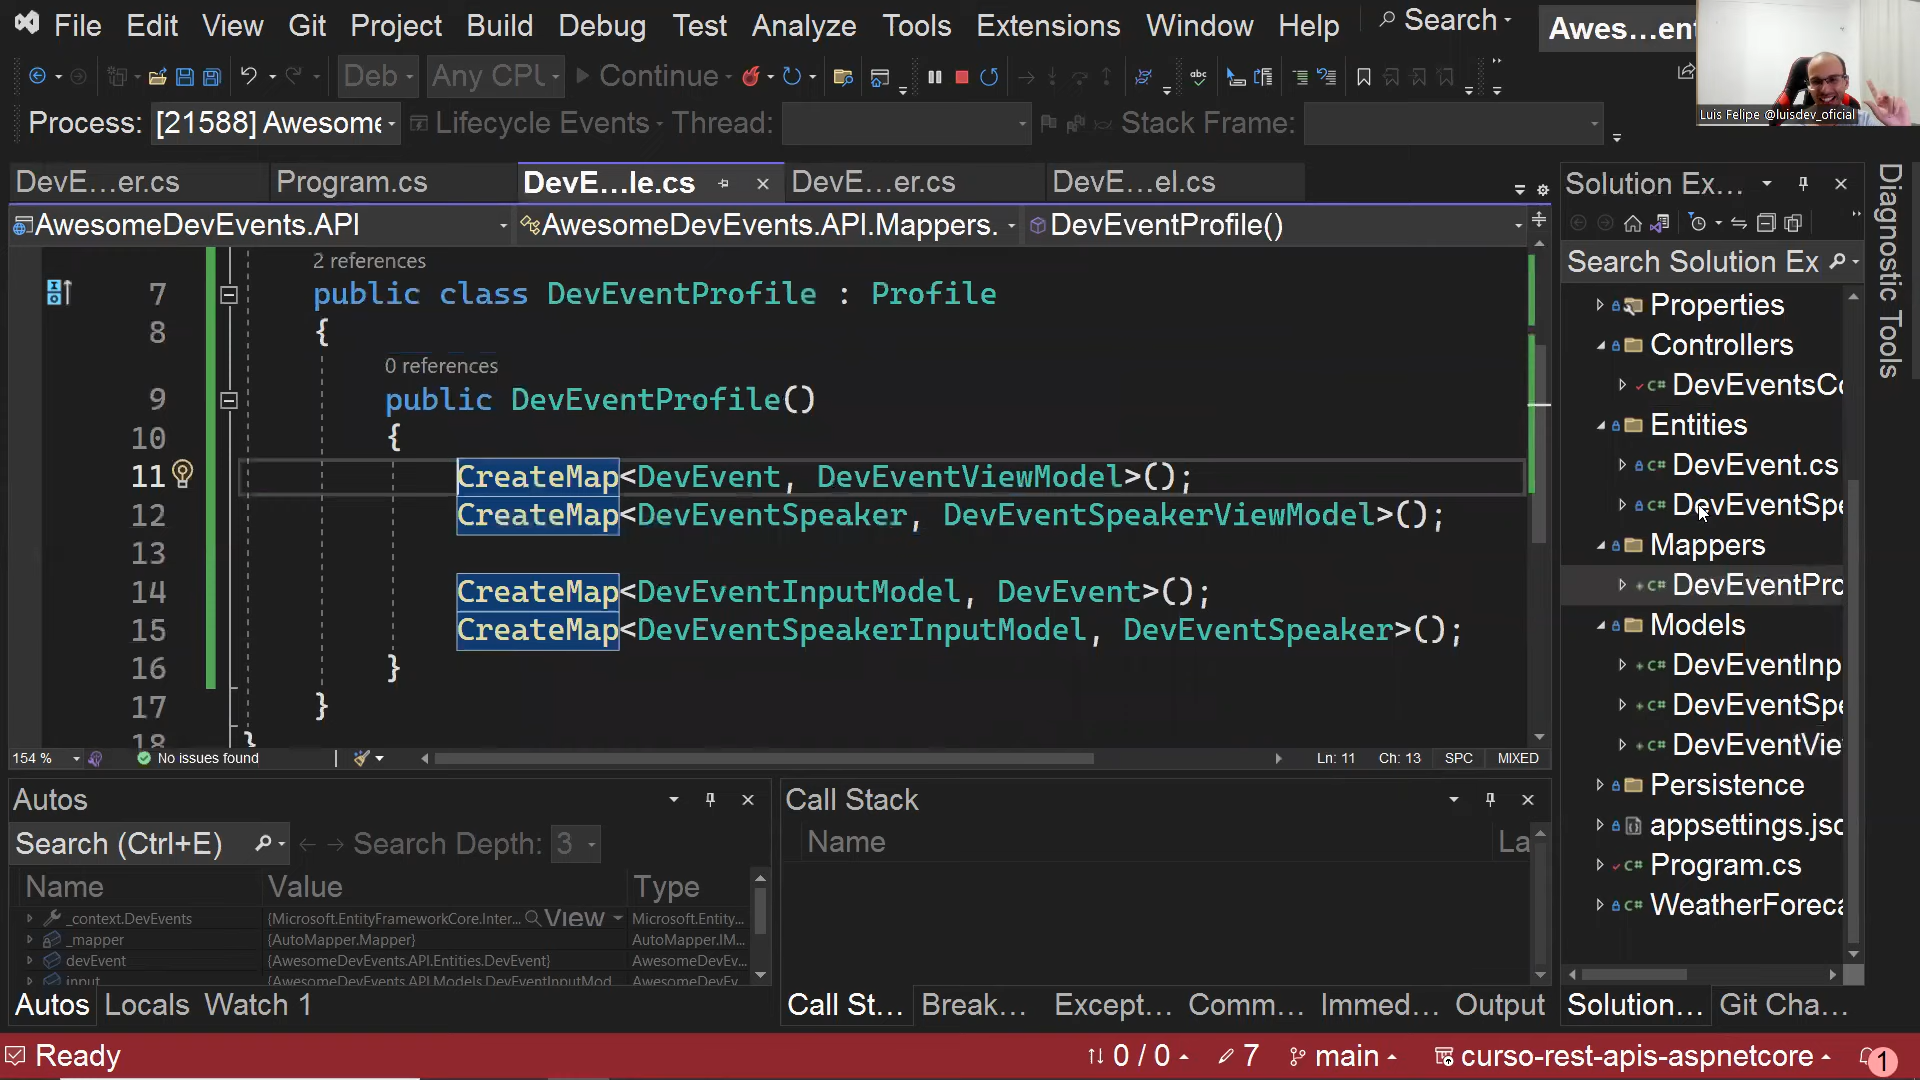 File Edit View Git Project Build Debug Test Analyze Tools Extensions Window Help Search Awes...ent
Deb Any CPU Continue
Luis Felipe @luisdev_oficial
Process: [21588] Awesome Lifecycle Events Thread: Stack Frame:
DevE...er.cs Program.cs DevE...le.cs DevE...er.cs DevE...el.cs
AwesomeDevEvents.API AwesomeDevEvents.API.Mappers. DevEventProfile()
2 references
7 public class DevEventProfile : Profile
8 {
0 references
9 public DevEventProfile()
10 {
11 CreateMap<DevEvent, DevEventViewModel>();
12 CreateMap<DevEventSpeaker, DevEventSpeakerViewModel>();
13
14 CreateMap<DevEventInputModel, DevEvent>();
15 CreateMap<DevEventSpeakerInputModel, DevEventSpeaker>();
16 }
17 }
18 }
154 % No issues found Ln: 11 Ch: 13 SPC MIXED
Solution Ex...
Search Solution Ex
Properties
Controllers
DevEventsCo
Entities
DevEvent.cs
DevEventSpe
Mappers
DevEventPro
Models
DevEventInp
DevEventSpe
DevEventVie
Persistence
appsettings.jso
Program.cs
WeatherForeca
Solution... Git Cha...
Diagnostic Tools
Autos
Search (Ctrl+E) Search Depth: 3
Name Value Type
_context.DevEvents {Microsoft.EntityFrameworkCore.Inter... View Microsoft.Entity...
_mapper {AutoMapper.Mapper} AutoMapper.IM...
devEvent {AwesomeDevEvents.API.Entities.DevEvent} AwesomeDevEv...
input {AwesomeDevEvents.API.Models.DevEventInputMod AwesomeDevEv...
Autos Locals Watch 1
Call Stack
Name La
Call St... Break... Except... Comm... Immed... Output
Ready 0 / 0 7 main curso-rest-apis-aspnetcore 1